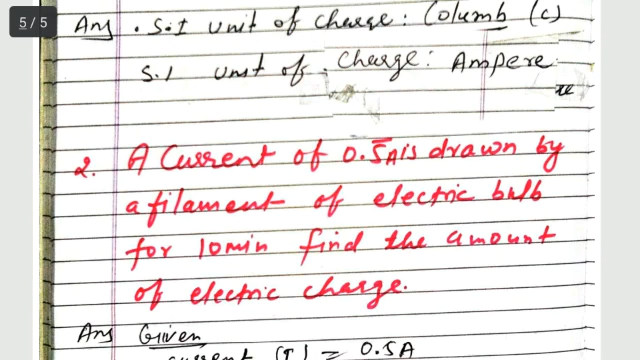 5/5
Ans . S.I unit of charge: Columb (c)
S.I unit of : Charge: Ampere
2. A Current of 0.5A is drawn by
a filament of electric bulb
for 10min find the amount
of electric charge.
Ans Given
current (I) = 0.5A